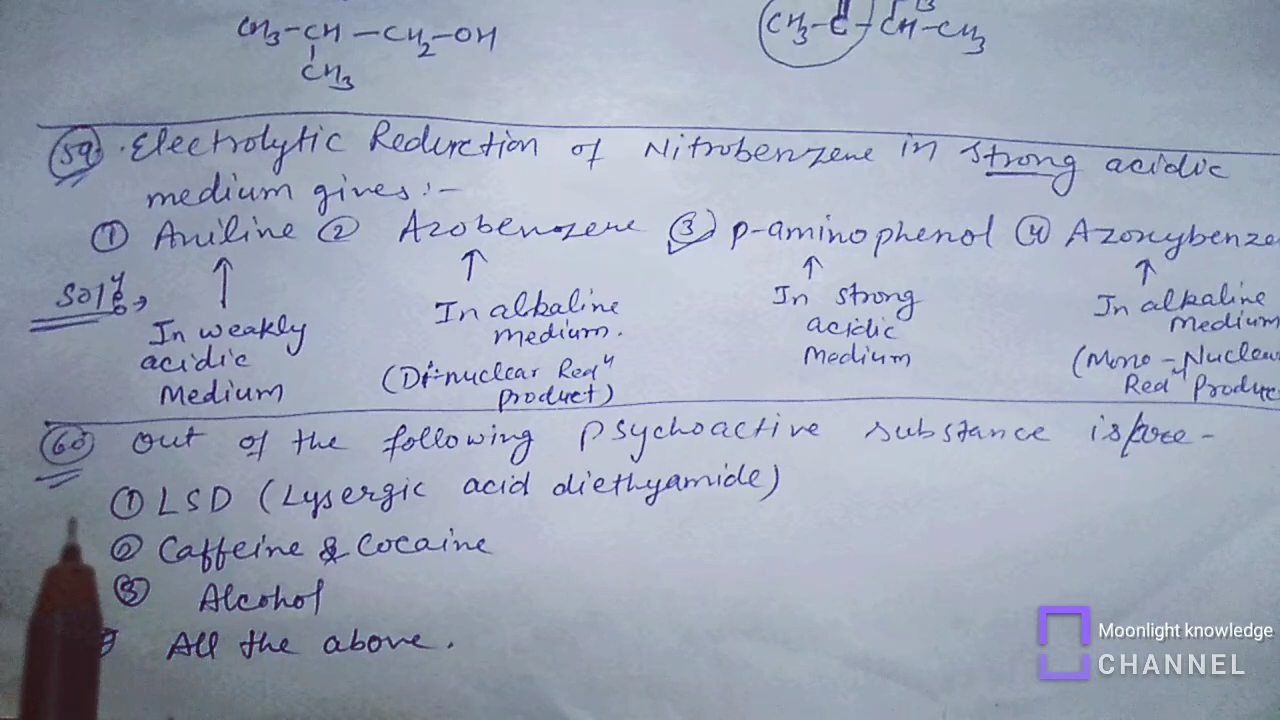 CH3-CH-CH2-OH
CH3
CH3-C-CH-CH3
59. Electrolytic Reduction of Nitrobenzene in strong acidic
medium gives:-
① Aniline ② Azobenzene ③ p-aminophenol ④ Azoxybenze
Solⁿ
In weakly acidic Medium
In alkaline medium.
(Di-nuclear Redⁿ product)
In strong acidic Medium
In alkaline Medium
(Mono-Nuclea Redⁿ Produc
60 Out of the following psychoactive substance is/are-
① LSD (Lysergic acid diethyamide)
② Caffeine & Cocaine
③ Alcohol
All the above.
Moonlight knowledge
CHANNEL